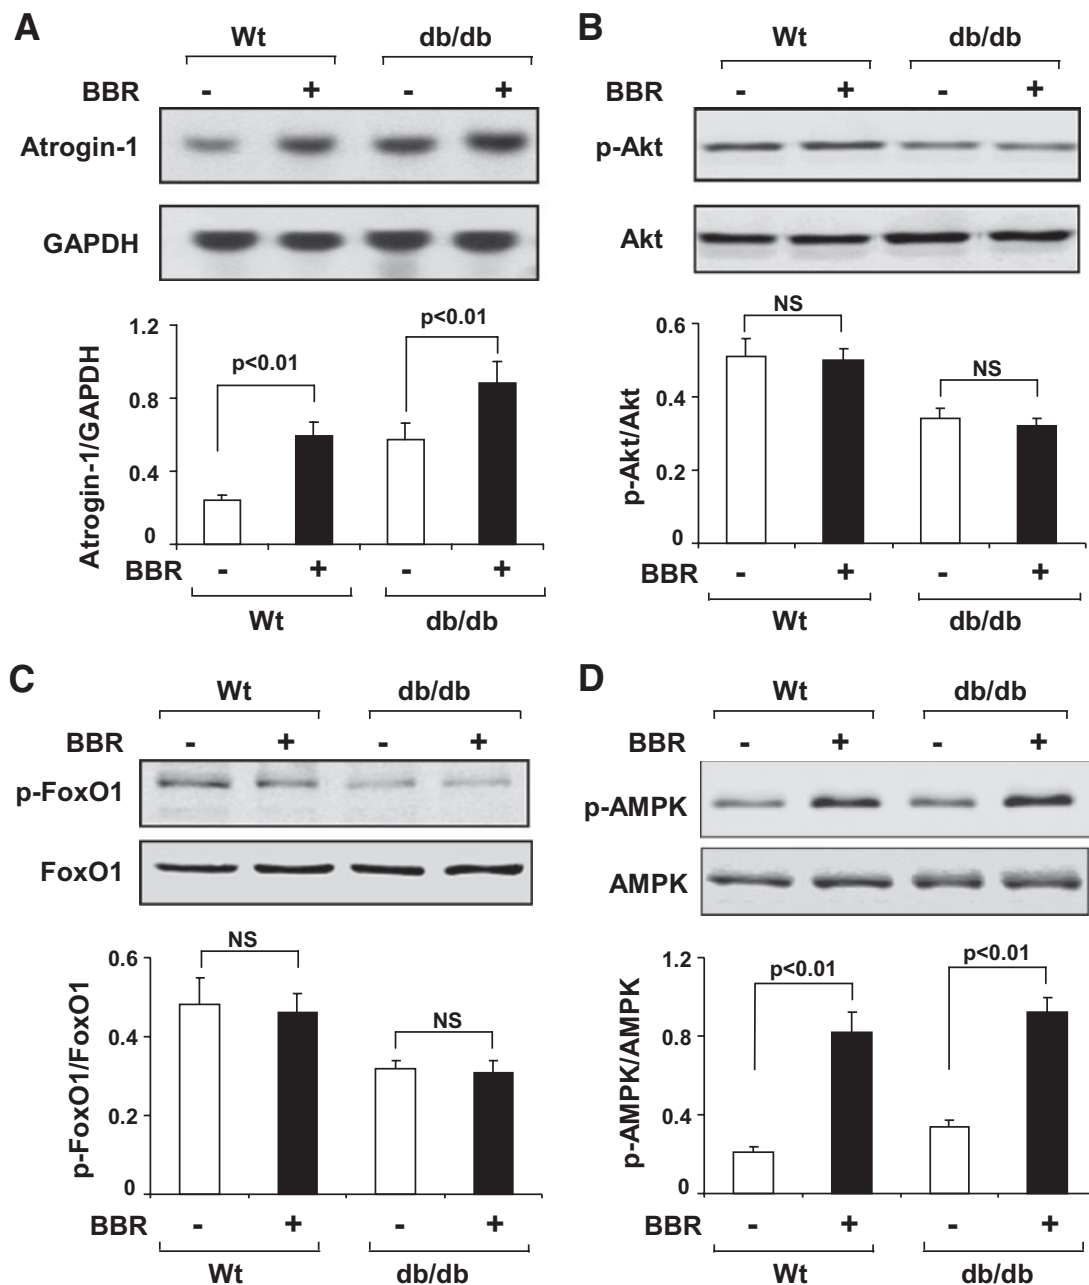 A
Wt db/db
BBR - + - +
Atrogin-1
GAPDH
1.2
0.8
0.4
0
Atrogin-1/GAPDH
p<0.01
p<0.01
BBR - + - +
Wt db/db
B
Wt db/db
BBR - + - +
p-Akt
Akt
0.6
0.4
0.2
0
p-Akt/Akt
NS
NS
BBR - + - +
Wt db/db
C
Wt db/db
BBR - + - +
p-FoxO1
FoxO1
0.6
0.4
0.2
0
p-FoxO1/FoxO1
NS
NS
BBR - + - +
Wt db/db
D
Wt db/db
BBR - + - +
p-AMPK
AMPK
1.2
0.8
0.4
0
p-AMPK/AMPK
p<0.01
p<0.01
BBR - + - +
Wt db/db